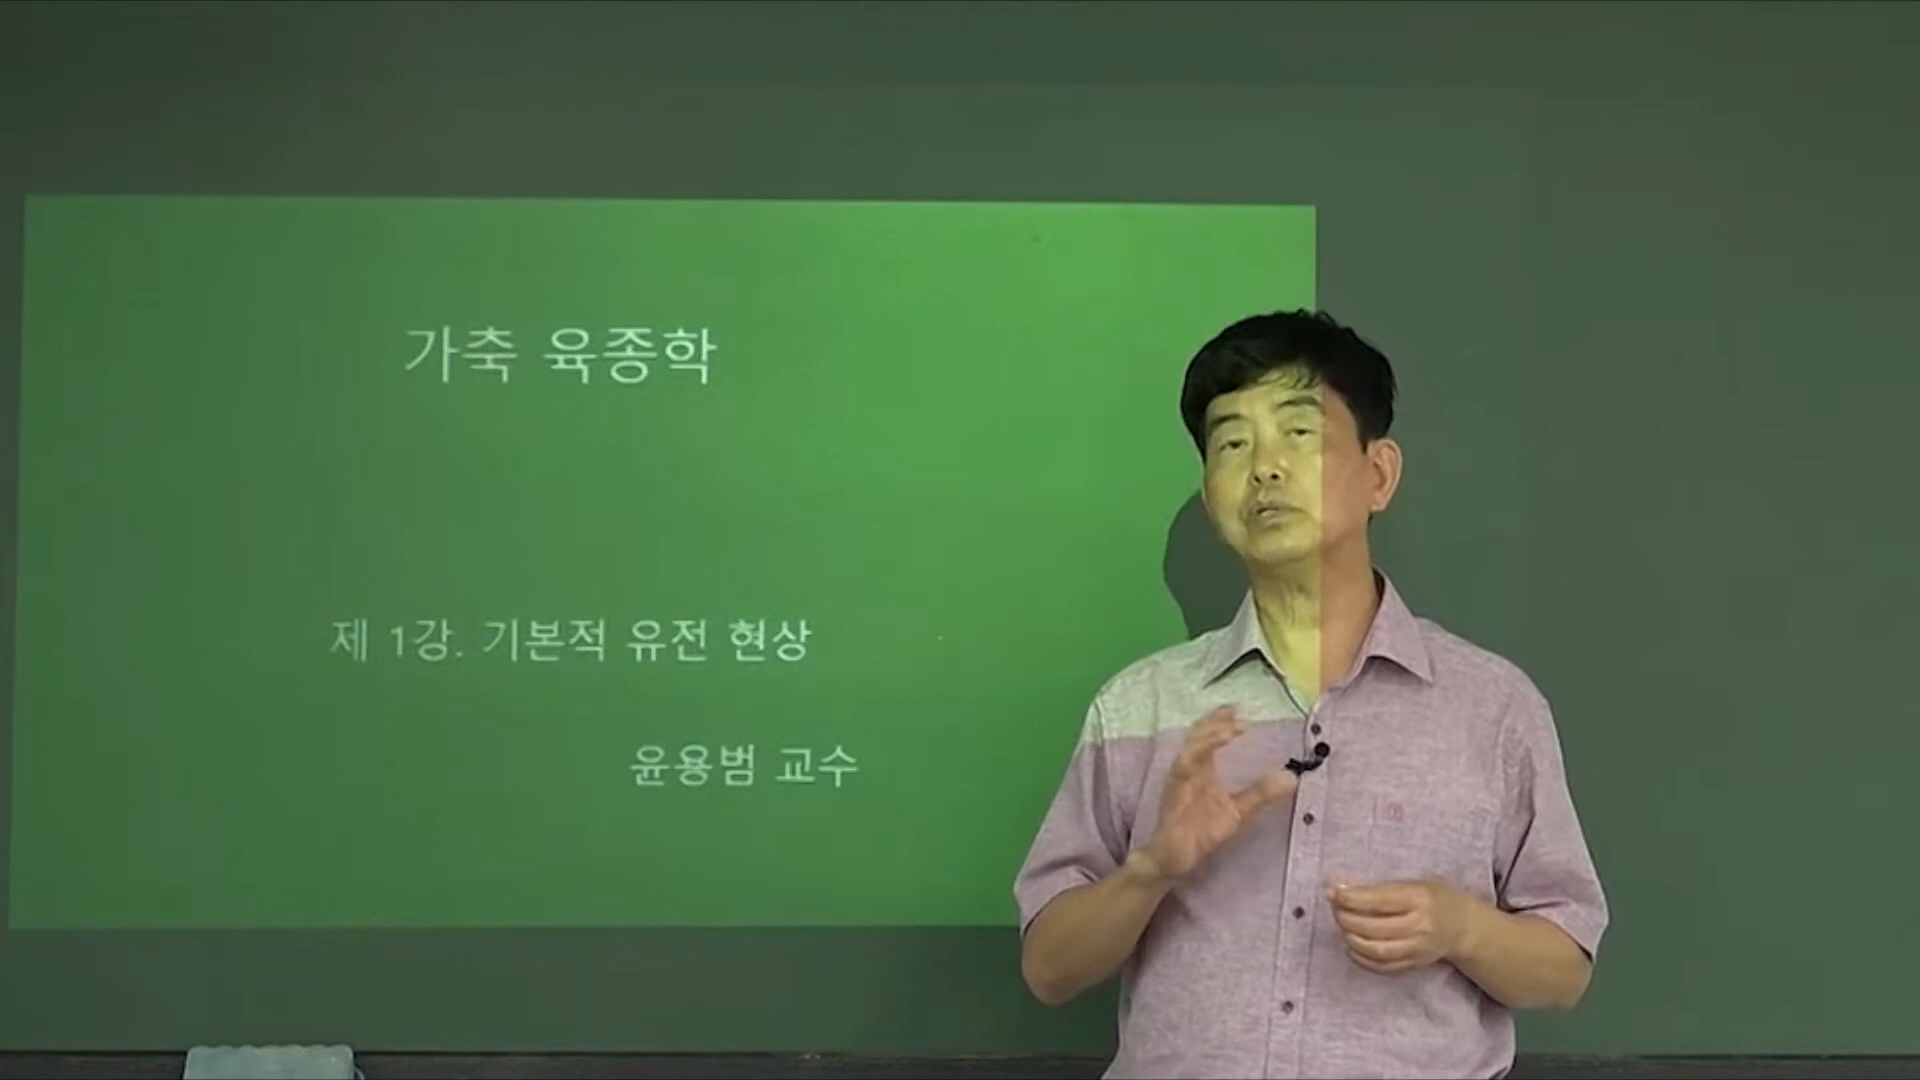 가축 육종학
제 1강. 기본적 유전 현상
윤용범 교수